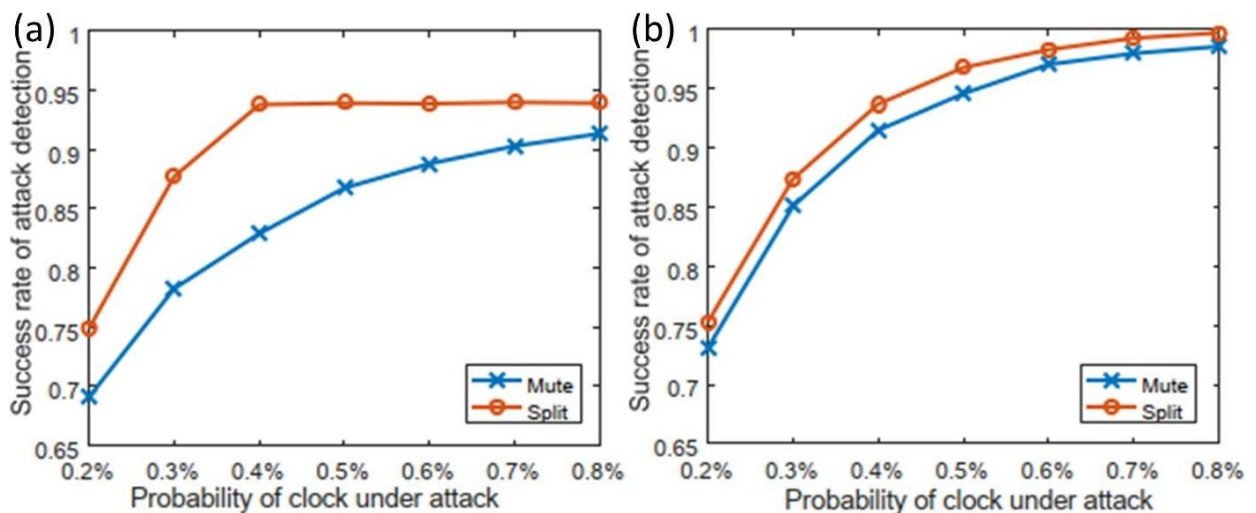 (a)
Success rate of attack detection
1
0.95
0.9
0.85
0.8
0.75
0.7
0.65
0.2% 0.3% 0.4% 0.5% 0.6% 0.7% 0.8%
Probability of clock under attack
Mute
Split
(b)
Success rate of attack detection
1
0.95
0.9
0.85
0.8
0.75
0.7
0.65
0.2% 0.3% 0.4% 0.5% 0.6% 0.7% 0.8%
Probability of clock under attack
Mute
Split